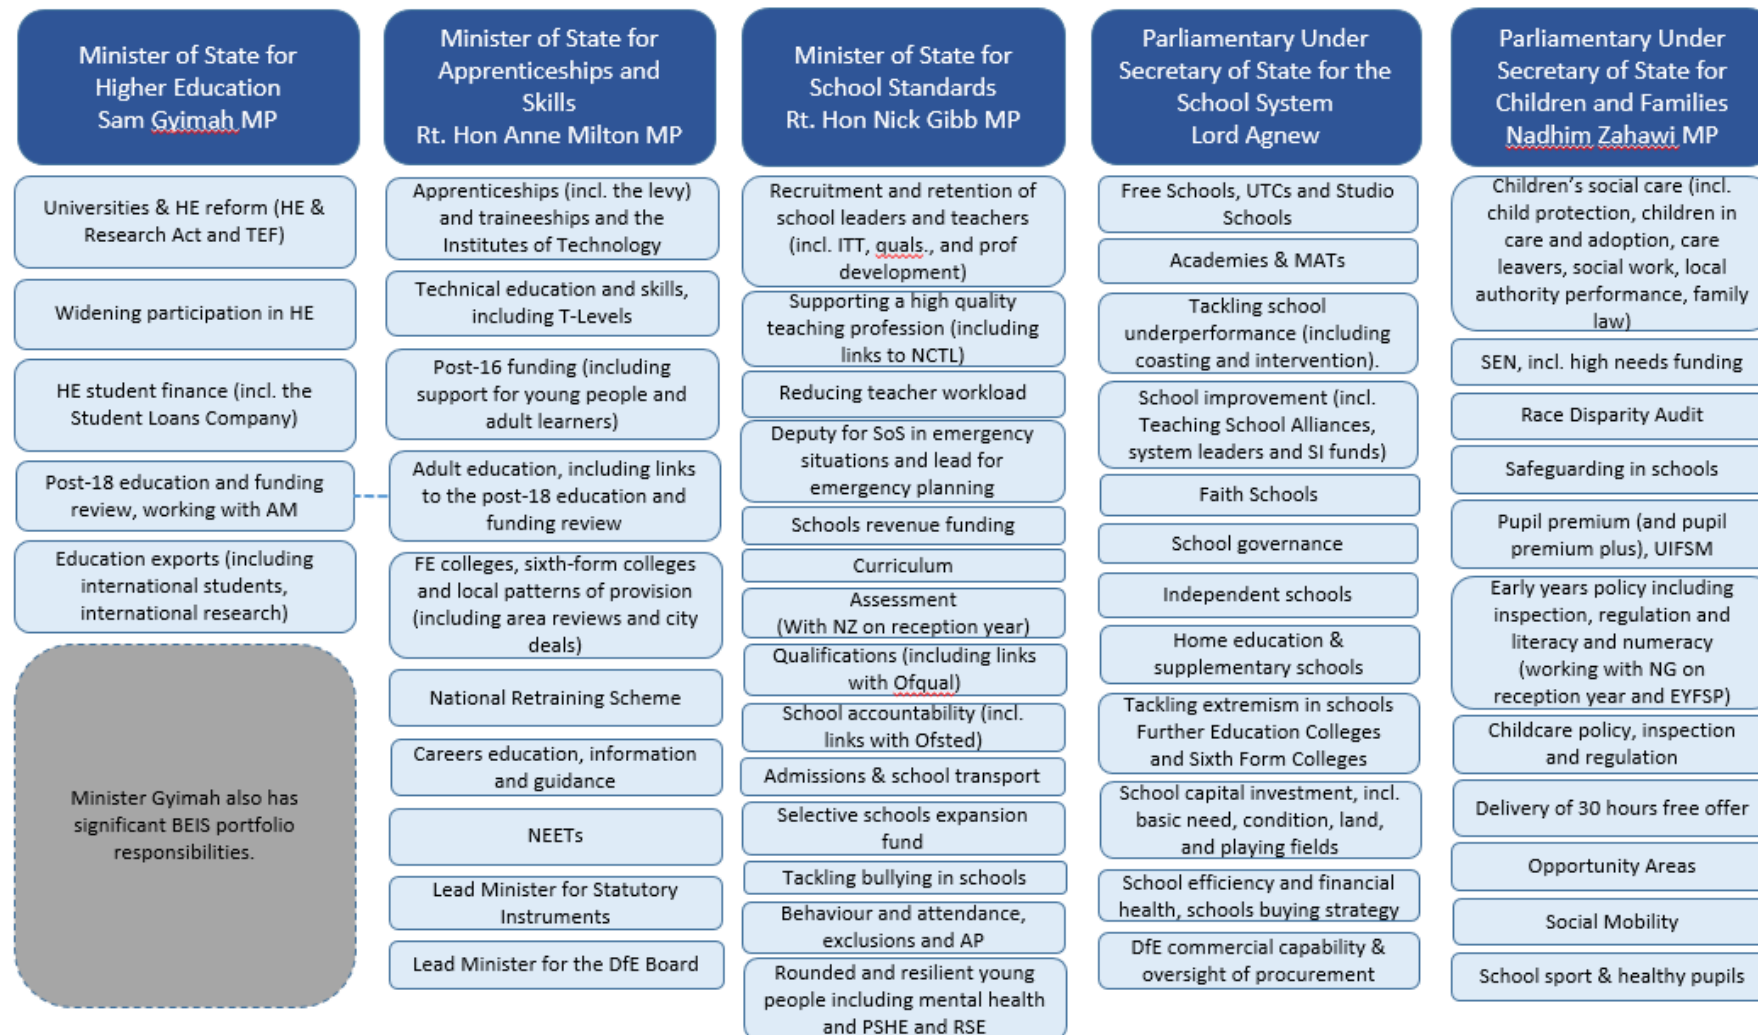 Minister of State for
Higher Education
Sam Gyimah MP
Universities & HE reform (HE &
Research Act and TEF)
Widening participation in HE
HE student finance (incl. the
Student Loans Company)
Post-18 education and funding
review, working with AM
Education exports (including
international students,
international research)
Minister Gyimah also has
significant BEIS portfolio
responsibilities.
Minister of State for
Apprenticeships and
Skills
Rt. Hon Anne Milton MP
Apprenticeships (incl. the levy)
and traineeships and the
Institutes of Technology
Technical education and skills,
including T-Levels
Post-16 funding (including
support for young people and
adult learners)
Adult education, including links
to the post-18 education and
funding review
FE colleges, sixth-form colleges
and local patterns of provision
(including area reviews and city
deals)
National Retraining Scheme
Careers education, information
and guidance
NEETs
Lead Minister for Statutory
Instruments
Lead Minister for the DfE Board
Minister of State for
School Standards
Rt. Hon Nick Gibb MP
Recruitment and retention of
school leaders and teachers
(incl. ITT, quals., and prof
development)
Supporting a high quality
teaching profession (including
links to NCTL)
Reducing teacher workload
Deputy for SoS in emergency
situations and lead for
emergency planning
Schools revenue funding
Curriculum
Assessment
(With NZ on reception year)
Qualifications (including links
with Ofqual)
School accountability (incl.
links with Ofsted)
Admissions & school transport
Selective schools expansion
fund
Tackling bullying in schools
Behaviour and attendance,
exclusions and AP
Rounded and resilient young
people including mental health
and PSHE and RSE
Parliamentary Under
Secretary of State for the
School System
Lord Agnew
Free Schools, UTCs and Studio
Schools
Academies & MATs
Tackling school
underperformance (including
coasting and intervention).
School improvement (incl.
Teaching School Alliances,
system leaders and SI funds)
Faith Schools
School governance
Independent schools
Home education &
supplementary schools
Tackling extremism in schools
Further Education Colleges
and Sixth Form Colleges
School capital investment, incl.
basic need, condition, land,
and playing fields
School efficiency and financial
health, schools buying strategy
DfE commercial capability &
oversight of procurement
Parliamentary Under
Secretary of State for
Children and Families
Nadhim Zahawi MP
Children’s social care (incl.
child protection, children in
care and adoption, care
leavers, social work, local
authority performance, family
law)
SEN, incl. high needs funding
Race Disparity Audit
Safeguarding in schools
Pupil premium (and pupil
premium plus), UIFSM
Early years policy including
inspection, regulation and
literacy and numeracy
(working with NG on
reception year and EYFSP)
Childcare policy, inspection
and regulation
Delivery of 30 hours free offer
Opportunity Areas
Social Mobility
School sport & healthy pupils